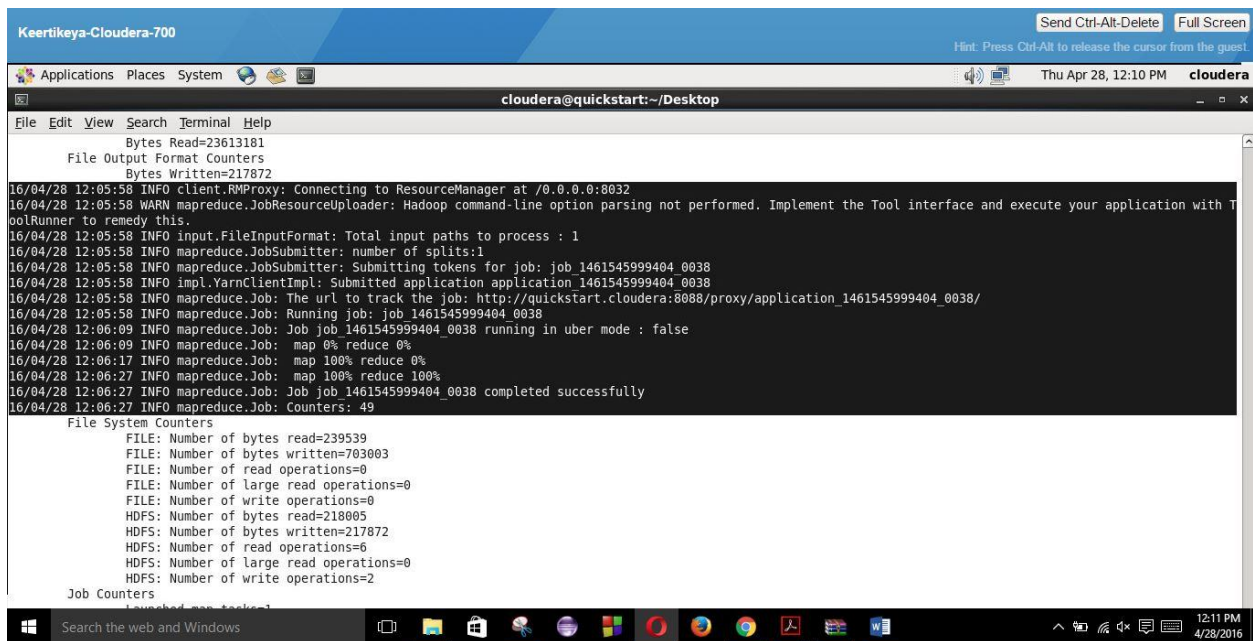 Keertikeya-Cloudera-700
Send Ctrl-Alt-Delete Full Screen
Hint: Press Ctrl-Alt to release the cursor from the guest.
Applications Places System Thu Apr 28, 12:10 PM cloudera
cloudera@quickstart:~/Desktop
File Edit View Search Terminal Help
Bytes Read=23613181
File Output Format Counters
Bytes Written=217872
16/04/28 12:05:58 INFO client.RMProxy: Connecting to ResourceManager at /0.0.0.0:8032
16/04/28 12:05:58 WARN mapreduce.JobResourceUploader: Hadoop command-line option parsing not performed. Implement the Tool interface and execute your application with T
oolRunner to remedy this.
16/04/28 12:05:58 INFO input.FileInputFormat: Total input paths to process : 1
16/04/28 12:05:58 INFO mapreduce.JobSubmitter: number of splits:1
16/04/28 12:05:58 INFO mapreduce.JobSubmitter: Submitting tokens for job: job_1461545999404_0038
16/04/28 12:05:58 INFO impl.YarnClientImpl: Submitted application application_1461545999404_0038
16/04/28 12:05:58 INFO mapreduce.Job: The url to track the job: http://quickstart.cloudera:8088/proxy/application_1461545999404_0038/
16/04/28 12:05:58 INFO mapreduce.Job: Running job: job_1461545999404_0038
16/04/28 12:06:09 INFO mapreduce.Job: Job job_1461545999404_0038 running in uber mode : false
16/04/28 12:06:09 INFO mapreduce.Job:  map 0% reduce 0%
16/04/28 12:06:17 INFO mapreduce.Job:  map 100% reduce 0%
16/04/28 12:06:27 INFO mapreduce.Job:  map 100% reduce 100%
16/04/28 12:06:27 INFO mapreduce.Job: Job job_1461545999404_0038 completed successfully
16/04/28 12:06:27 INFO mapreduce.Job: Counters: 49
File System Counters
FILE: Number of bytes read=239539
FILE: Number of bytes written=703003
FILE: Number of read operations=0
FILE: Number of large read operations=0
FILE: Number of write operations=0
HDFS: Number of bytes read=218005
HDFS: Number of bytes written=217872
HDFS: Number of read operations=6
HDFS: Number of large read operations=0
HDFS: Number of write operations=2
Job Counters
Launched map tasks=1
Search the web and Windows
12:11 PM
4/28/2016